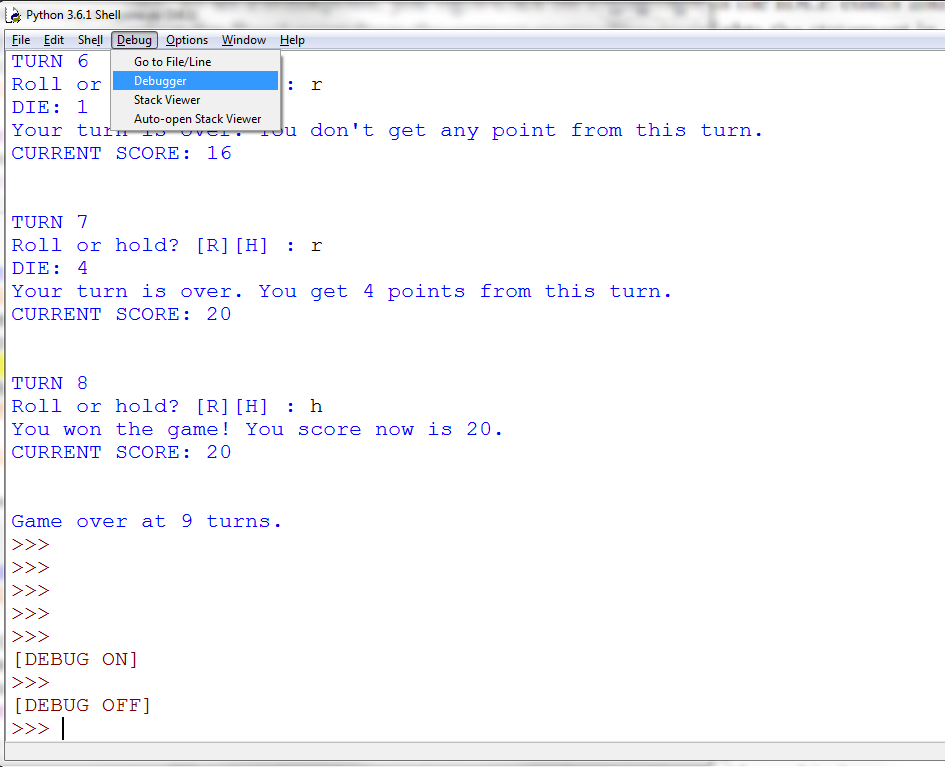 Python 3.6.1 Shell
File Edit Shell Debug Options Window Help
Go to File/Line
Debugger
Stack Viewer
Auto-open Stack Viewer
TURN 6
Roll or : r
DIE: 1
Your turn is over. You don't get any point from this turn.
CURRENT SCORE: 16
TURN 7
Roll or hold? [R][H] : r
DIE: 4
Your turn is over. You get 4 points from this turn.
CURRENT SCORE: 20
TURN 8
Roll or hold? [R][H] : h
You won the game! You score now is 20.
CURRENT SCORE: 20
Game over at 9 turns.
>>>
>>>
>>>
>>>
>>>
[DEBUG ON]
>>>
[DEBUG OFF]
>>>